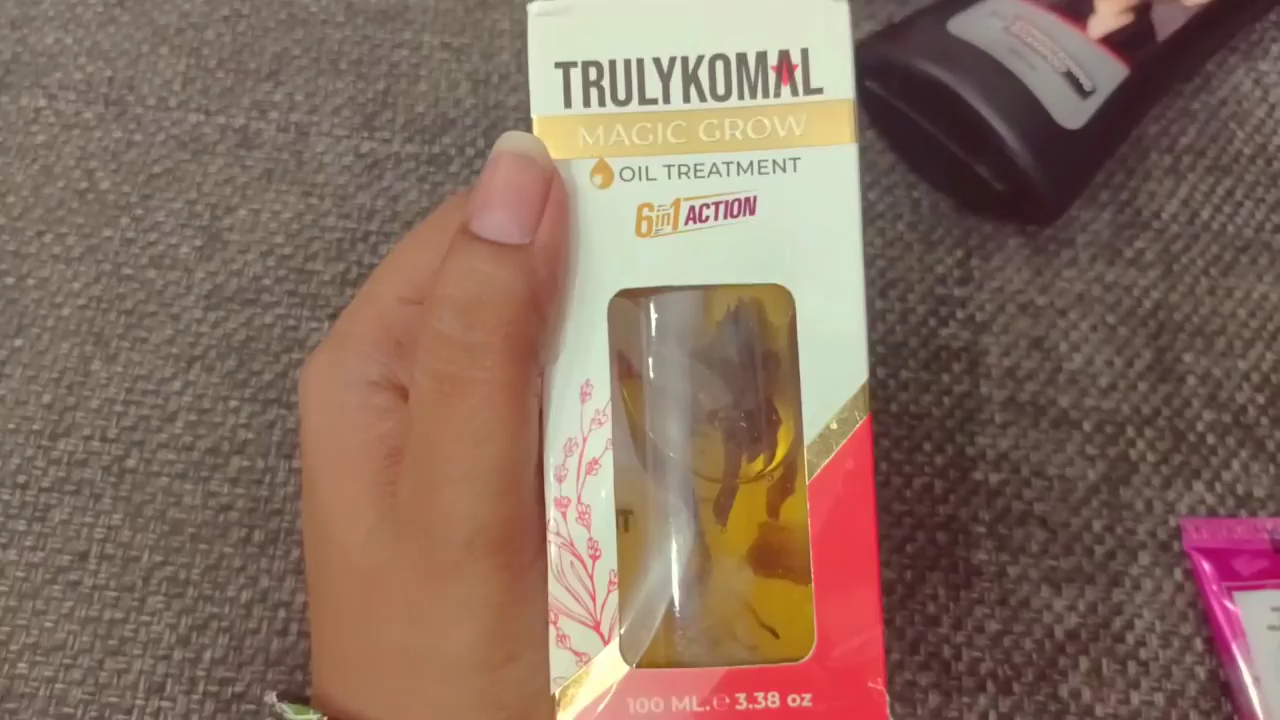 TRULYKOMAL
MAGIC GROW
OIL TREATMENT
6in1 ACTION
T
100 ML.℮ 3.38 oz